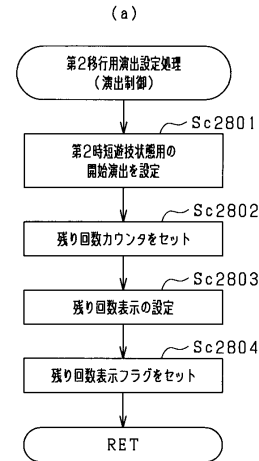 (a)
第2移行用演出設定処理
(演出制御)
Sc2801
第2時短遊技状態用の
開始演出を設定
Sc2802
残り回数カウンタをセット
Sc2803
残り回数表示の設定
Sc2804
残り回数表示フラグをセット
RET